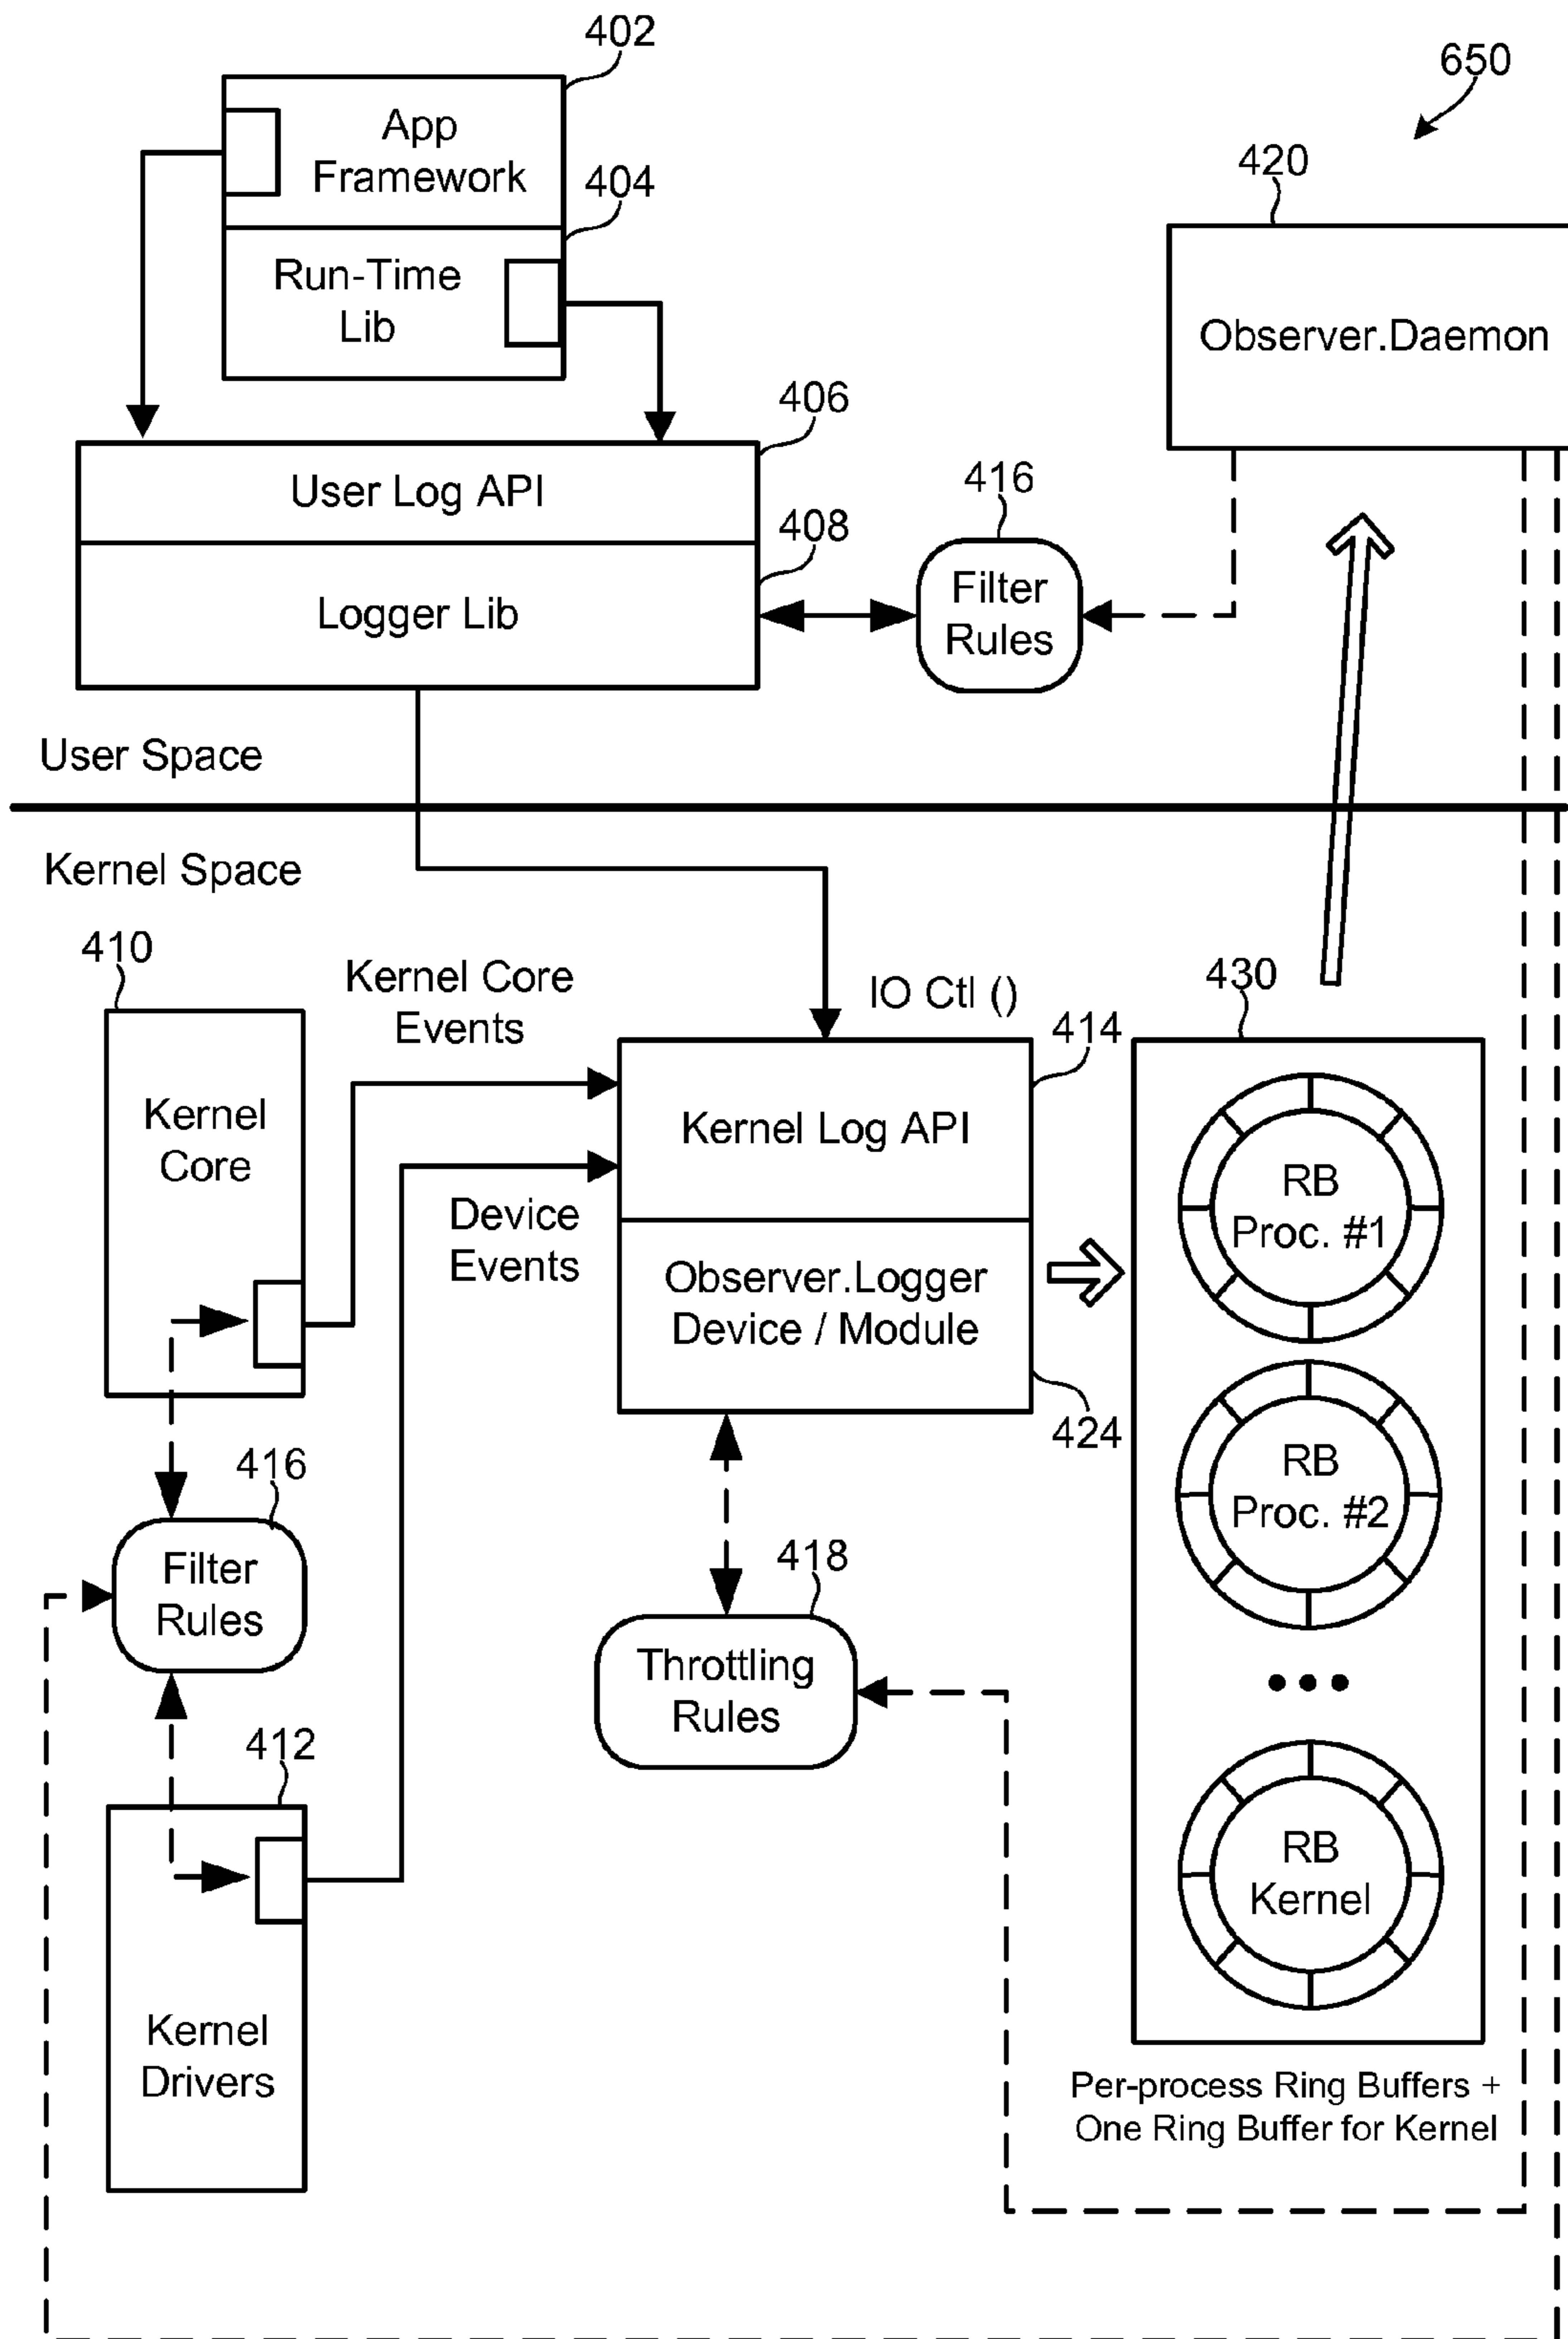 402
650
App
Framework
404
420
Run-Time
Lib
Observer.Daemon
406
User Log API
416
408
Filter
Rules
Logger Lib
User Space
Kernel Space
410
Kernel Core
Events
IO Ctl ()
430
414
Kernel
Core
Kernel Log API
RB
Proc. #1
Device
Events
Observer.Logger
Device / Module
424
416
RB
Proc. #2
Filter
Rules
418
Throttling
Rules
412
RB
Kernel
Kernel
Drivers
Per-process Ring Buffers +
One Ring Buffer for Kernel